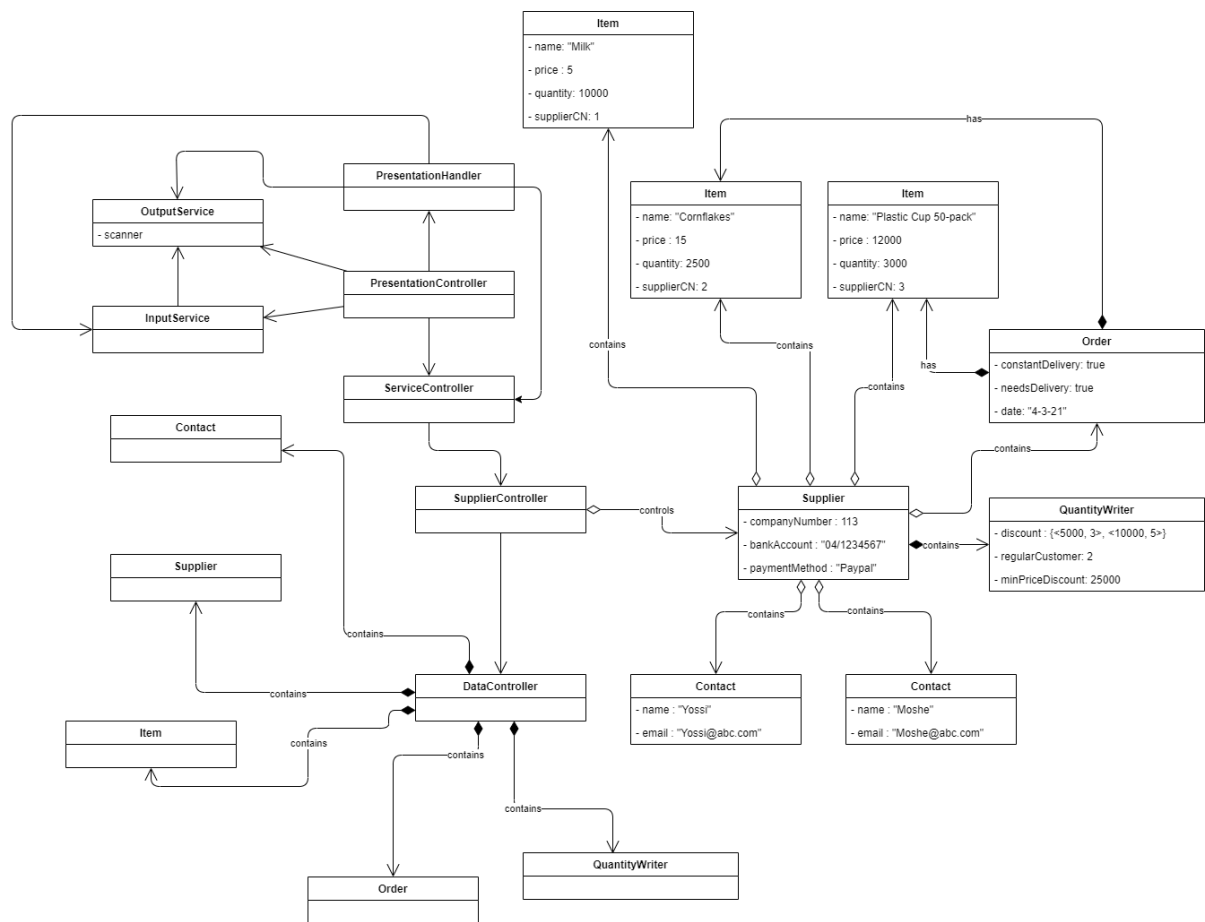 Item
- name: "Milk"
- price : 5
- quantity: 10000
- supplierCN: 1
has
PresentationHandler
Item
- name: "Cornflakes"
- price : 15
- quantity: 2500
- supplierCN: 2
Item
- name: "Plastic Cup 50-pack"
- price : 12000
- quantity: 3000
- supplierCN: 3
OutputService
- scanner
PresentationController
InputService
contains
contains
contains
has
Order
- constantDelivery: true
- needsDelivery: true
- date: "4-3-21"
ServiceController
Contact
contains
SupplierController
controls
Supplier
- companyNumber : 113
- bankAccount : "04/1234567"
- paymentMethod : "Paypal"
contains
QuantityWriter
- discount : {<5000, 3>, <10000, 5>}
- regularCustomer: 2
- minPriceDiscount: 25000
Supplier
contains
contains
contains
contains
DataController
Contact
- name : "Yossi"
- email : "Yossi@abc.com"
Contact
- name : "Moshe"
- email : "Moshe@abc.com"
Item
contains
contains
contains
QuantityWriter
Order